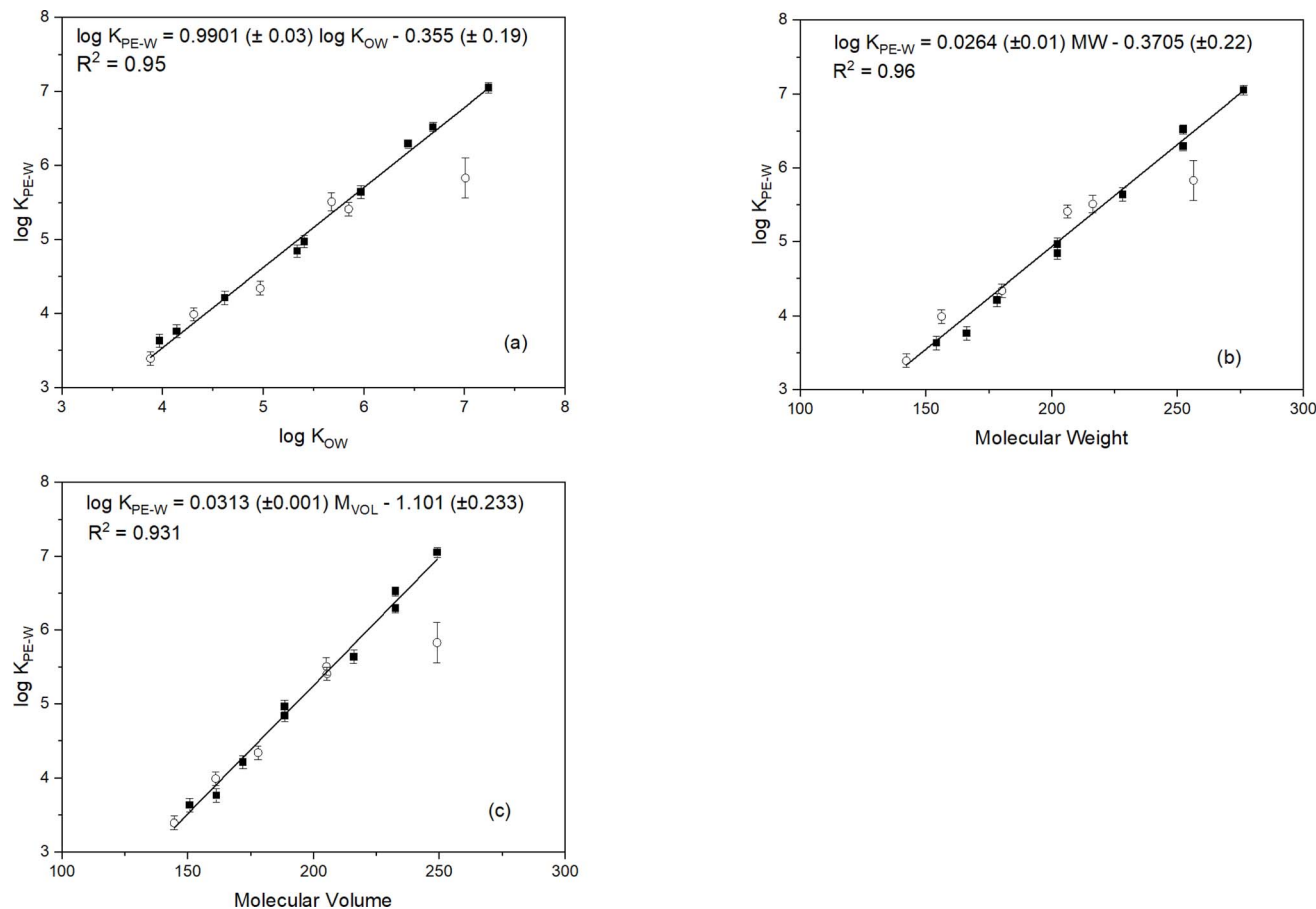 log K_PE-W = 0.9901 (± 0.03) log K_OW - 0.355 (± 0.19)
R² = 0.95
8
7
6
5
4
3
log K_PE-W
3
4
5
6
7
8
log K_OW
(a)
log K_PE-W = 0.0264 (±0.01) MW - 0.3705 (±0.22)
R² = 0.96
8
7
6
5
4
3
log K_PE-W
100
150
200
250
300
Molecular Weight
(b)
log K_PE-W = 0.0313 (±0.001) M_VOL - 1.101 (±0.233)
R² = 0.931
8
7
6
5
4
3
log K_PE-W
100
150
200
250
300
Molecular Volume
(c)